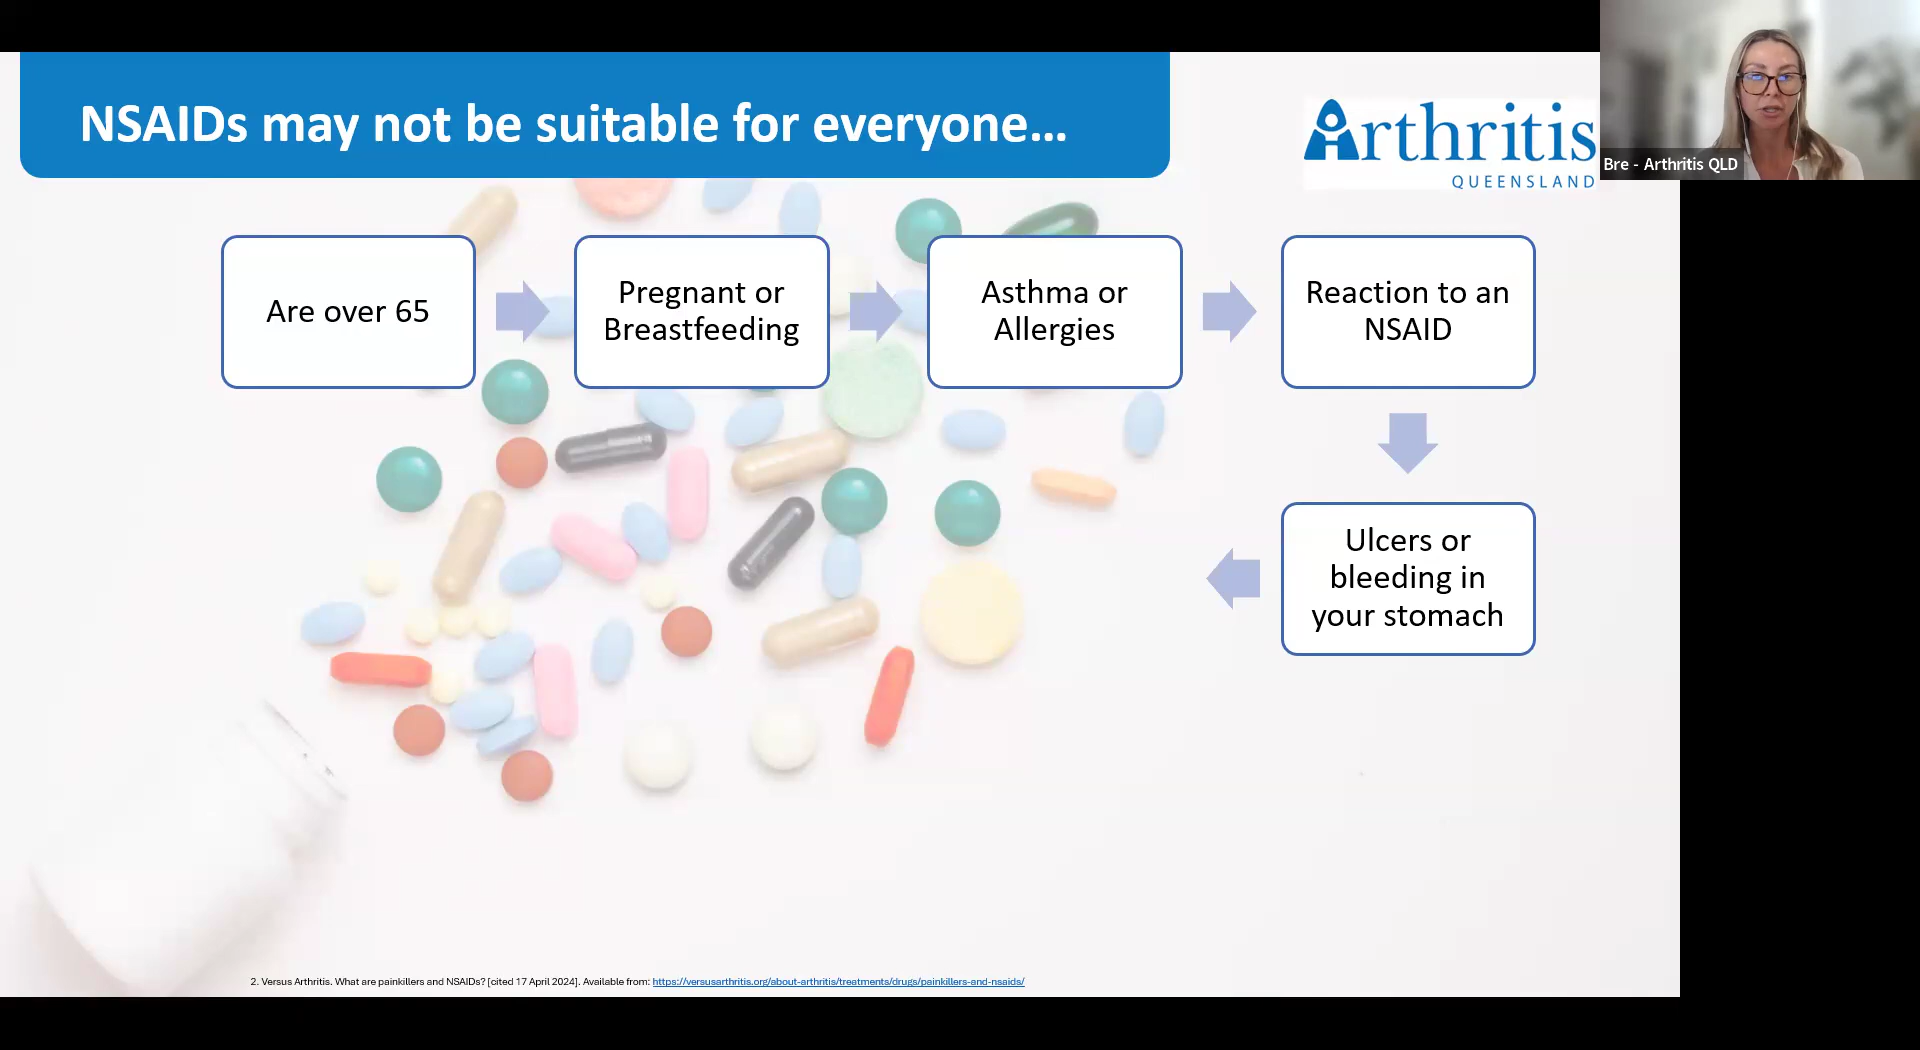 NSAIDs may not be suitable for everyone...
Arthritis
QUEENSLAND
Bre - Arthritis QLD
Are over 65
Pregnant or
Breastfeeding
Asthma or
Allergies
Reaction to an
NSAID
Ulcers or
bleeding in
your stomach
2. Versus Arthritis. What are painkillers and NSAIDs? [cited 17 April 2024]. Available from: https://versusarthritis.org/about-arthritis/treatments/drugs/painkillers-and-nsaids/